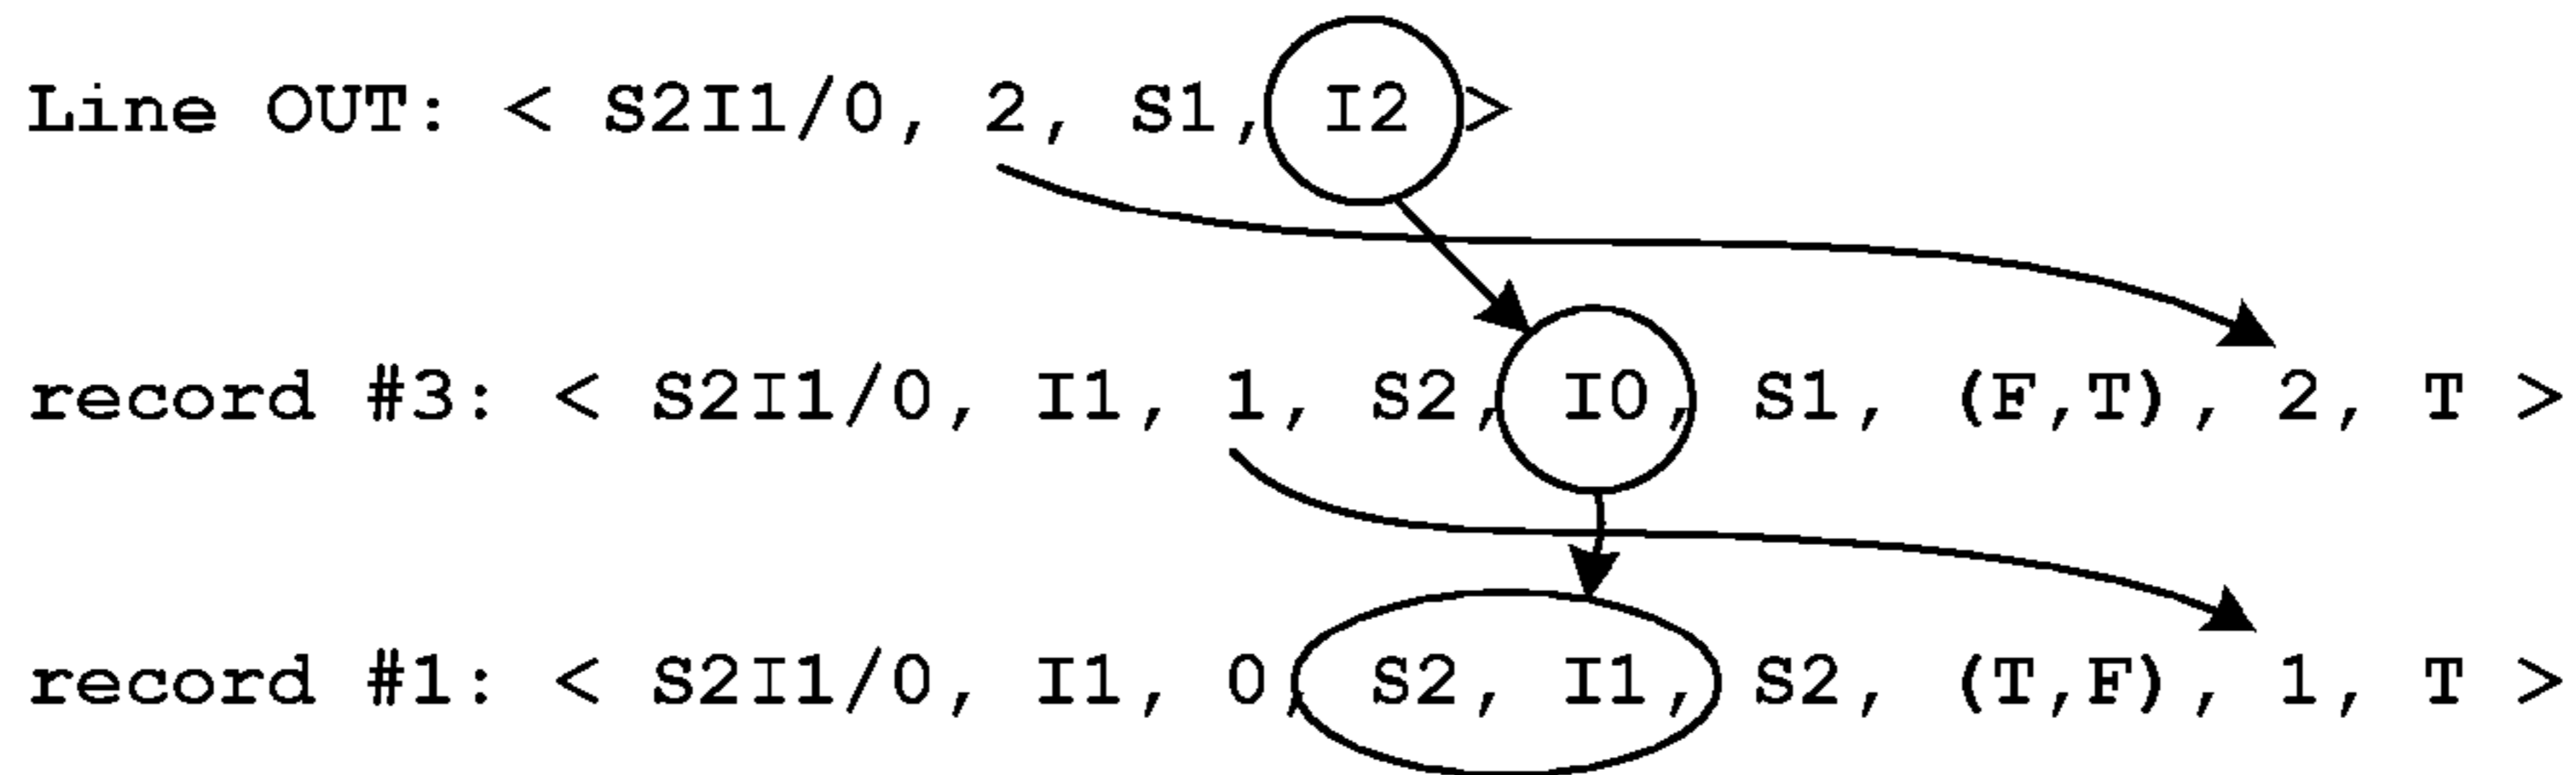 Line OUT: < S2I1/0, 2, S1, I2 >
record #3: < S2I1/0, I1, 1, S2, I0, S1, (F,T), 2, T >
record #1: < S2I1/0, I1, 0, S2, I1, S2, (T,F), 1, T >